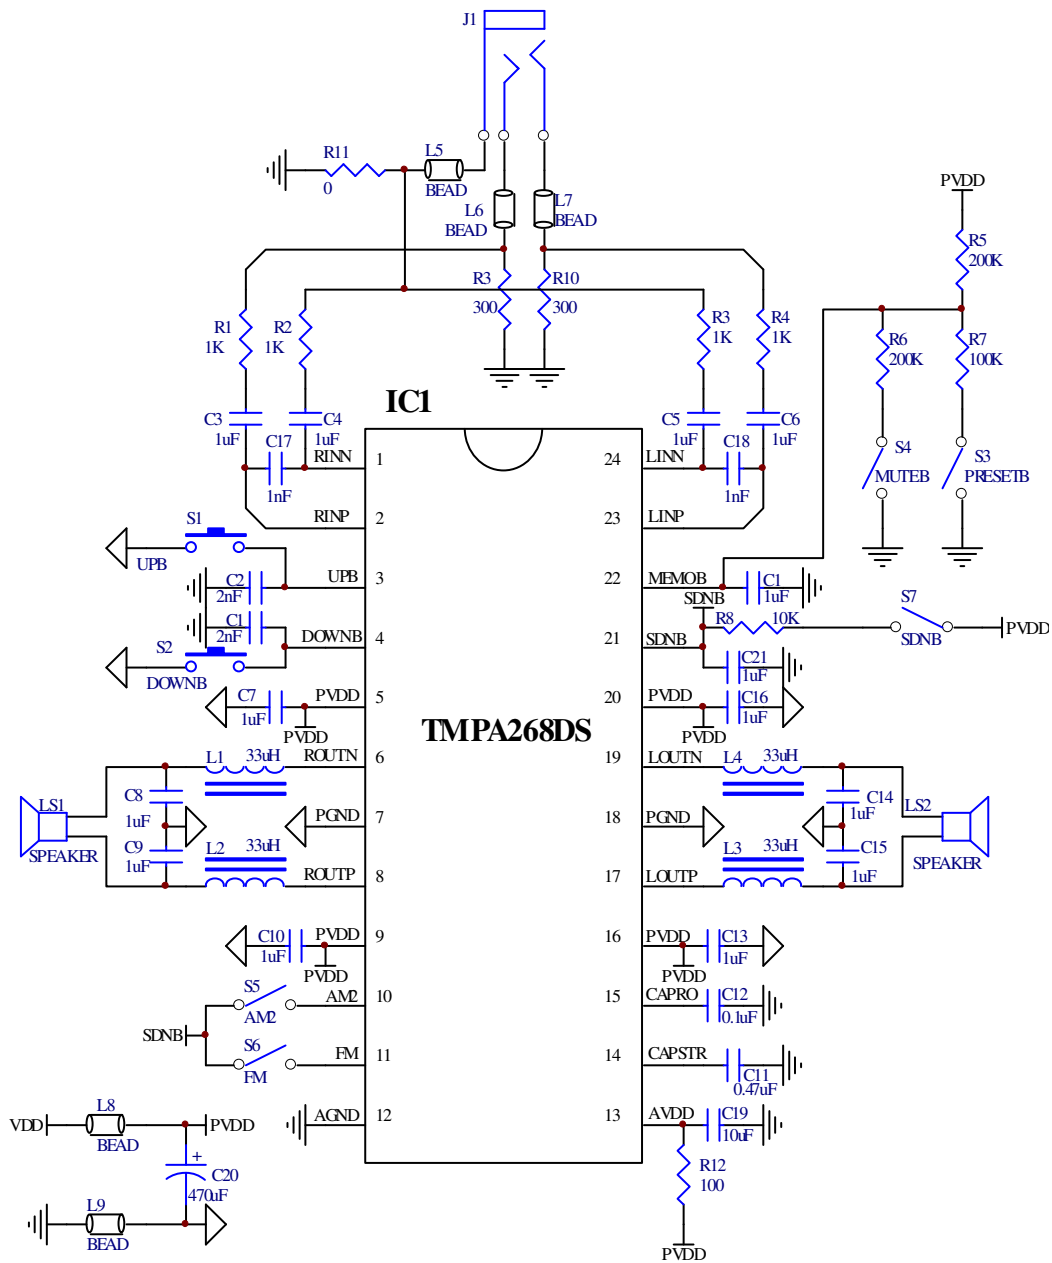 J1
R11
0
L5
BEAD
L6
BEAD
L7
BEAD
PVDD
R5
200K
R3
300
R10
300
R1
1K
R2
1K
R3
1K
R4
1K
R6
200K
R7
100K
IC1
C3
1uF
C4
1uF
C5
1uF
C6
1uF
C17
1nF
C18
1nF
S4
MUTEB
S3
PRESETB
RINN 1
24 LINN
RINP 2
23 LINP
S1
UPB
C2
2nF
UPB 3
22 MEMOB
C1
1uF
SDNB
C1
2nF
R8 10K
S7
SDNB
PVDD
S2
DOWNB
DOWNB 4
21 SDNB
C21
1uF
C7
1uF
PVDD 5
PVDD
20 PVDD
PVDD
C16
1uF
TMPA268DS
L1 33uH
ROUTN 6
19 LOUTN
L4 33uH
LS1
SPEAKER
C8
1uF
C9
1uF
PGND 7
18 PGND
C14
1uF
C15
1uF
LS2
SPEAKER
L2 33uH
ROUTP 8
17 LOUTP
L3 33uH
C10
1uF
PVDD 9
PVDD
16 PVDD
PVDD
C13
1uF
S5
AM2
AM2 10
15 CAPRO
C12
0.1uF
SDNB
S6
FM
FM 11
14 CAPSTR
C11
0.47uF
AGND 12
13 AVDD
C19
10uF
VDD
L8
BEAD
PVDD
+
C20
470uF
L9
BEAD
R12
100
PVDD